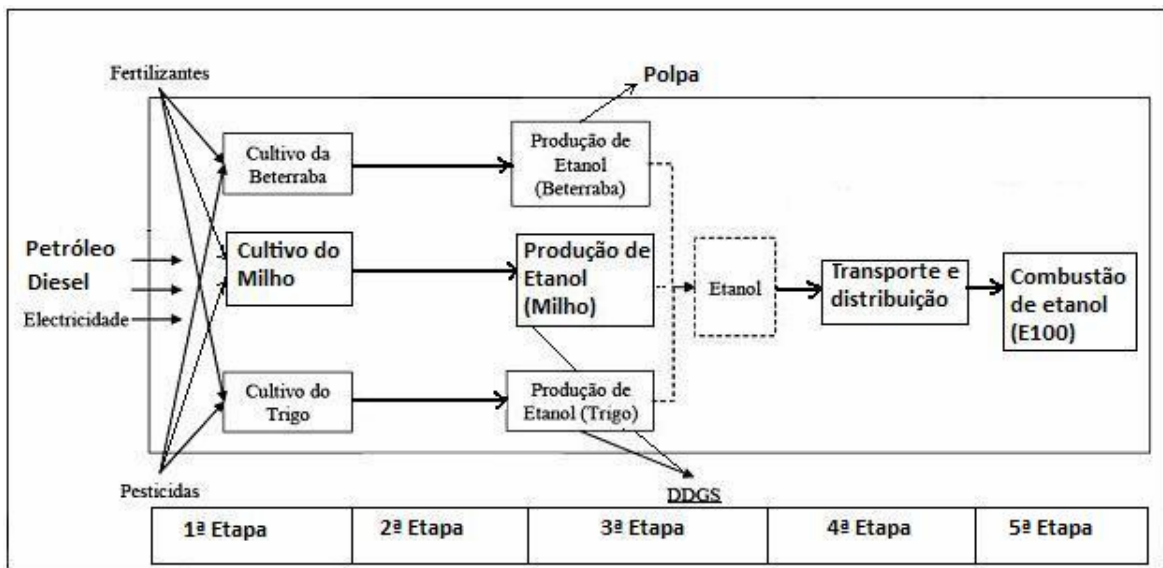 Fertilizantes
Polpa
Cultivo da
Beterraba
Produção de
Etanol
(Beterraba)
Petróleo
Diesel
Electricidade
Cultivo do
Milho
Produção de
Etanol
(Milho)
Etanol
Transporte e
distribuição
Combustão
de etanol
(E100)
Cultivo do
Trigo
Produção de
Etanol (Trigo)
Pesticidas
DDGS
1ª Etapa
2ª Etapa
3ª Etapa
4ª Etapa
5ª Etapa